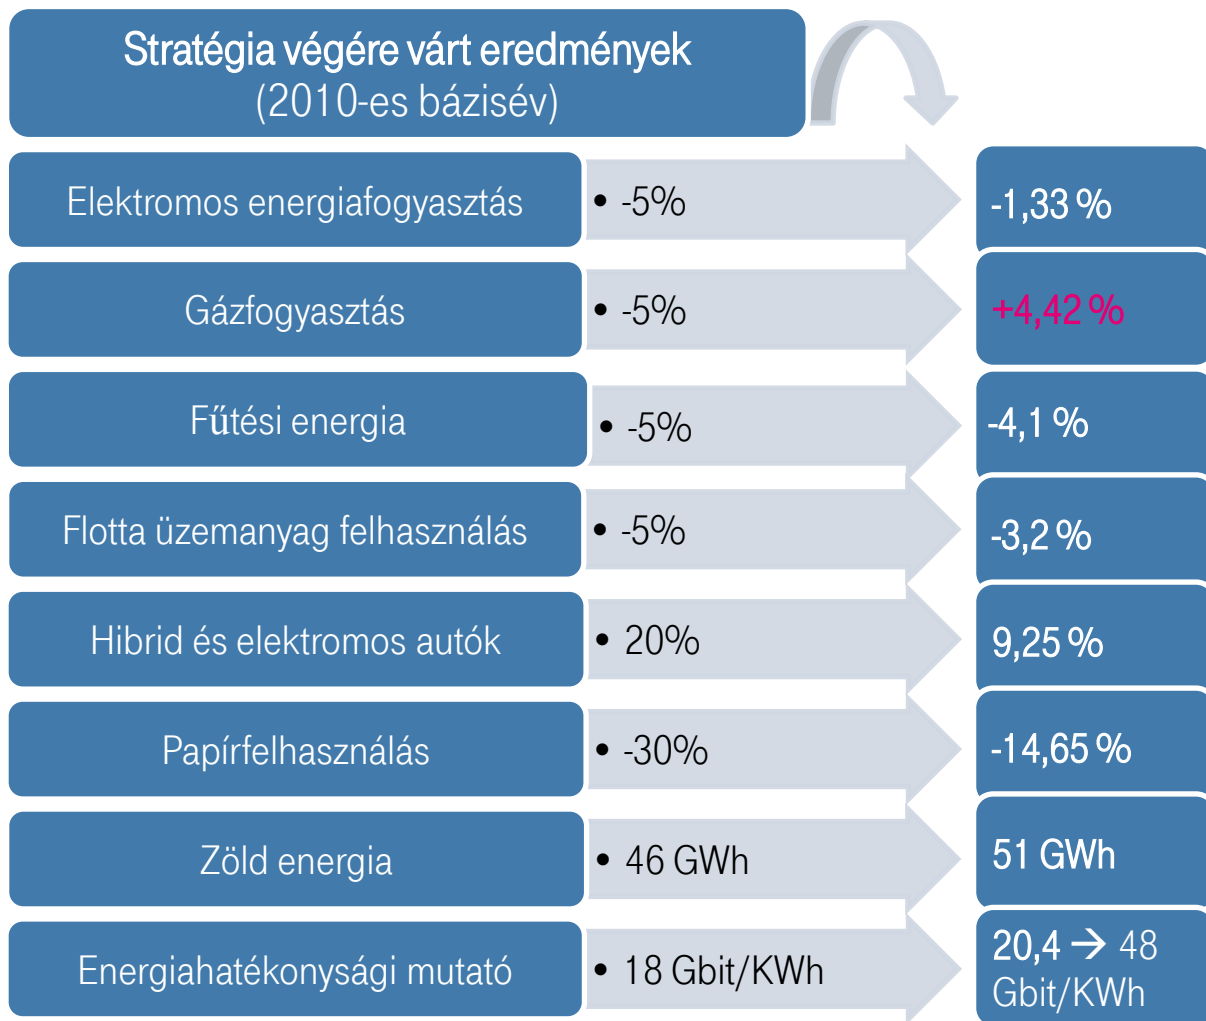 Stratégia végére várt eredmények
(2010-es bázisév)
Elektromos energiafogyasztás
• -5%
-1,33 %
Gázfogyasztás
• -5%
+4,42 %
Fűtési energia
• -5%
-4,1 %
Flotta üzemanyag felhasználás
• -5%
-3,2 %
Hibrid és elektromos autók
• 20%
9,25 %
Papírfelhasználás
• -30%
-14,65 %
Zöld energia
• 46 GWh
51 GWh
Energiahatékonysági mutató
• 18 Gbit/KWh
20,4 → 48
Gbit/KWh